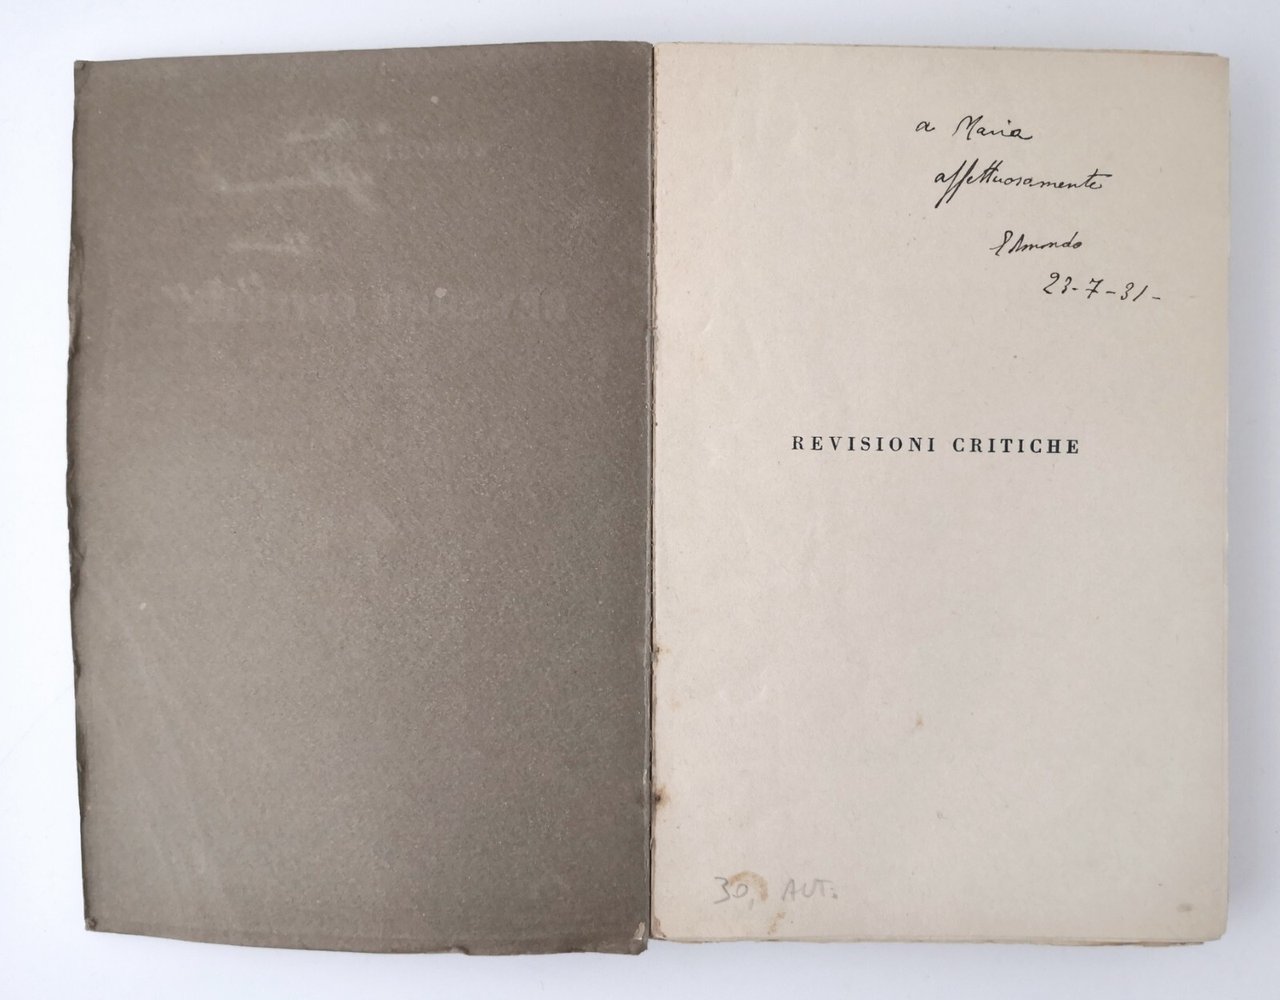 a Maria
affettuosamente
Edmondo
23-7-31-
REVISIONI CRITICHE
30, AUT.